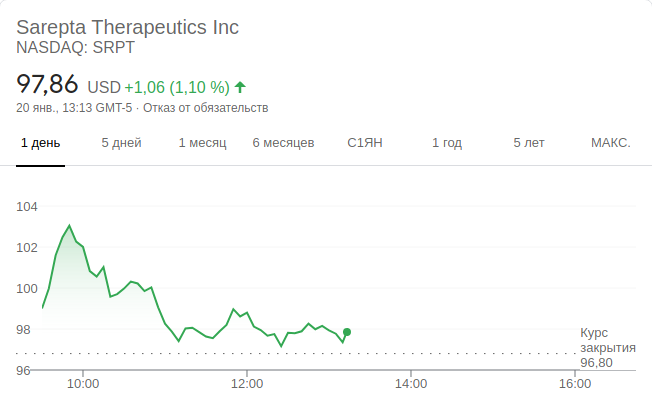 Sarepta Therapeutics Inc
NASDAQ: SRPT
97,86 USD +1,06 (1,10 %)
20 янв., 13:13 GMT-5 · Отказ от обязательств
1 день 5 дней 1 месяц 6 месяцев С1ЯН 1 год 5 лет МАКС.
104
102
100
98
96
Курс
закрытия
96,80
10:00 12:00 14:00 16:00